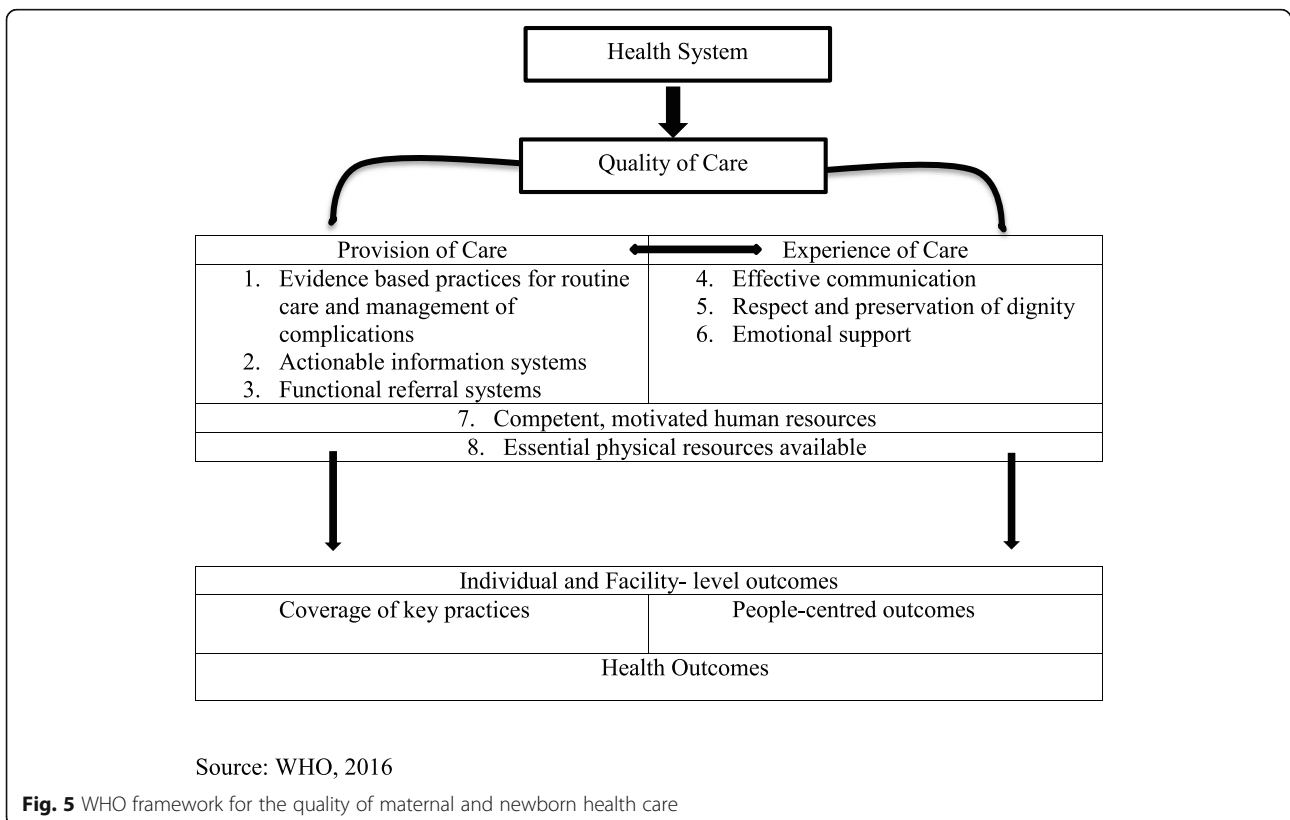 Health System
Quality of Care
Provision of Care
Experience of Care
1. Evidence based practices for routine
care and management of
complications
2. Actionable information systems
3. Functional referral systems
4. Effective communication
5. Respect and preservation of dignity
6. Emotional support
7. Competent, motivated human resources
8. Essential physical resources available
Individual and Facility- level outcomes
Coverage of key practices
People-centred outcomes
Health Outcomes
Source: WHO, 2016
Fig. 5 WHO framework for the quality of maternal and newborn health care